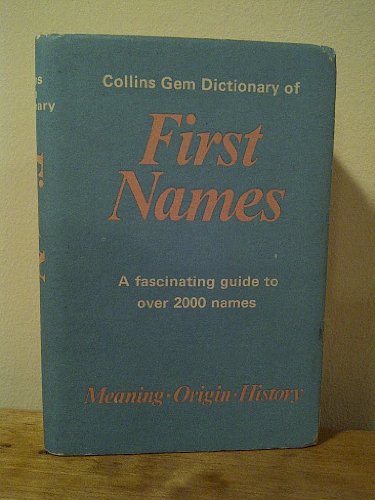 Collins Gem Dictionary of
First
Names
A fascinating guide to
over 2000 names
Meaning · Origin · History